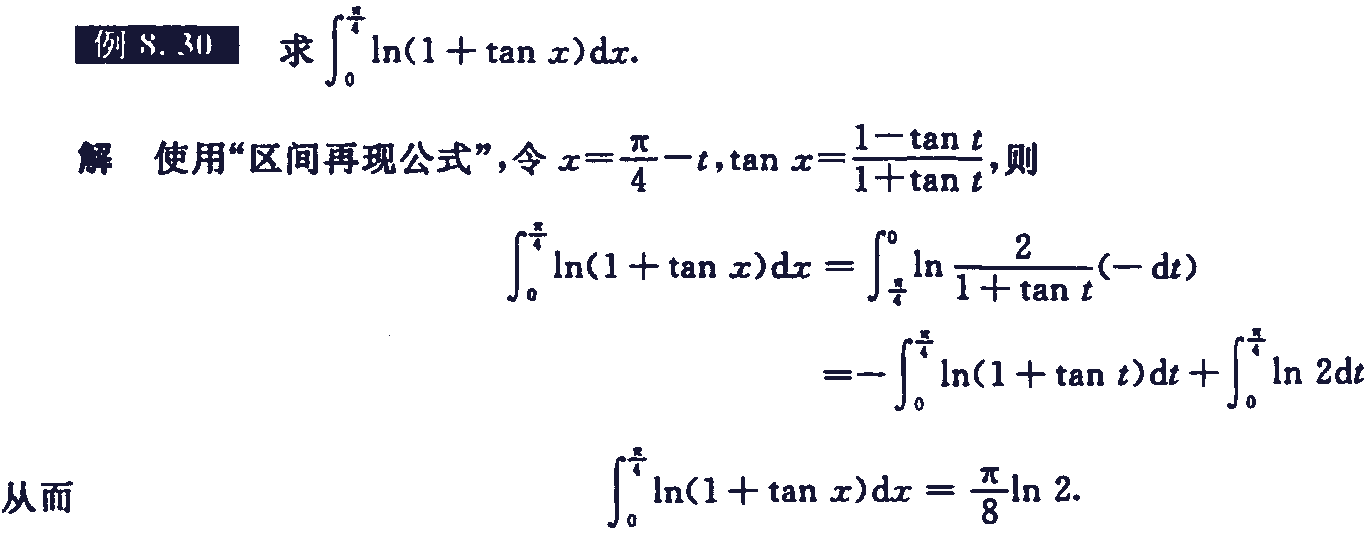 例 8.30 求∫₀^{π/4} ln(1+tan x)dx.
解 使用“区间再现公式”,令 x=π/4−t,tan x=(1−tan t)/(1+tan t),则
∫₀^{π/4} ln(1+tan x)dx = ∫_{π/4}^0 ln 2/(1+tan t) (−dt)
=−∫₀^{π/4} ln(1+tan t)dt+∫₀^{π/4} ln 2dt
从而 ∫₀^{π/4} ln(1+tan x)dx = π/8 ln 2.